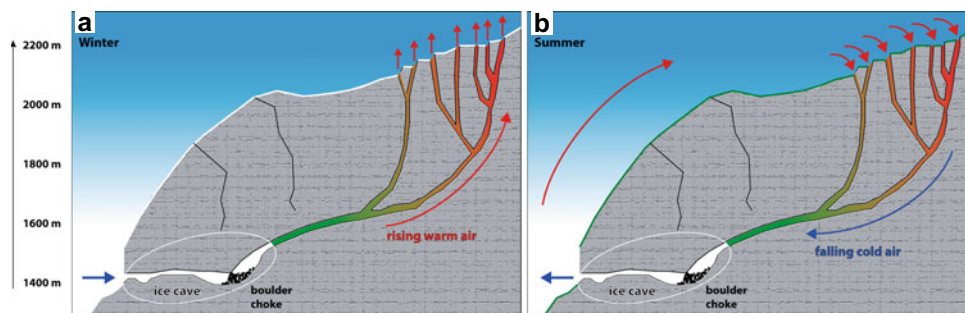 a
Winter
2200 m
2000 m
1800 m
1600 m
1400 m
rising warm air
ice cave
boulder
choke
b
Summer
falling cold air
ice cave
boulder
choke